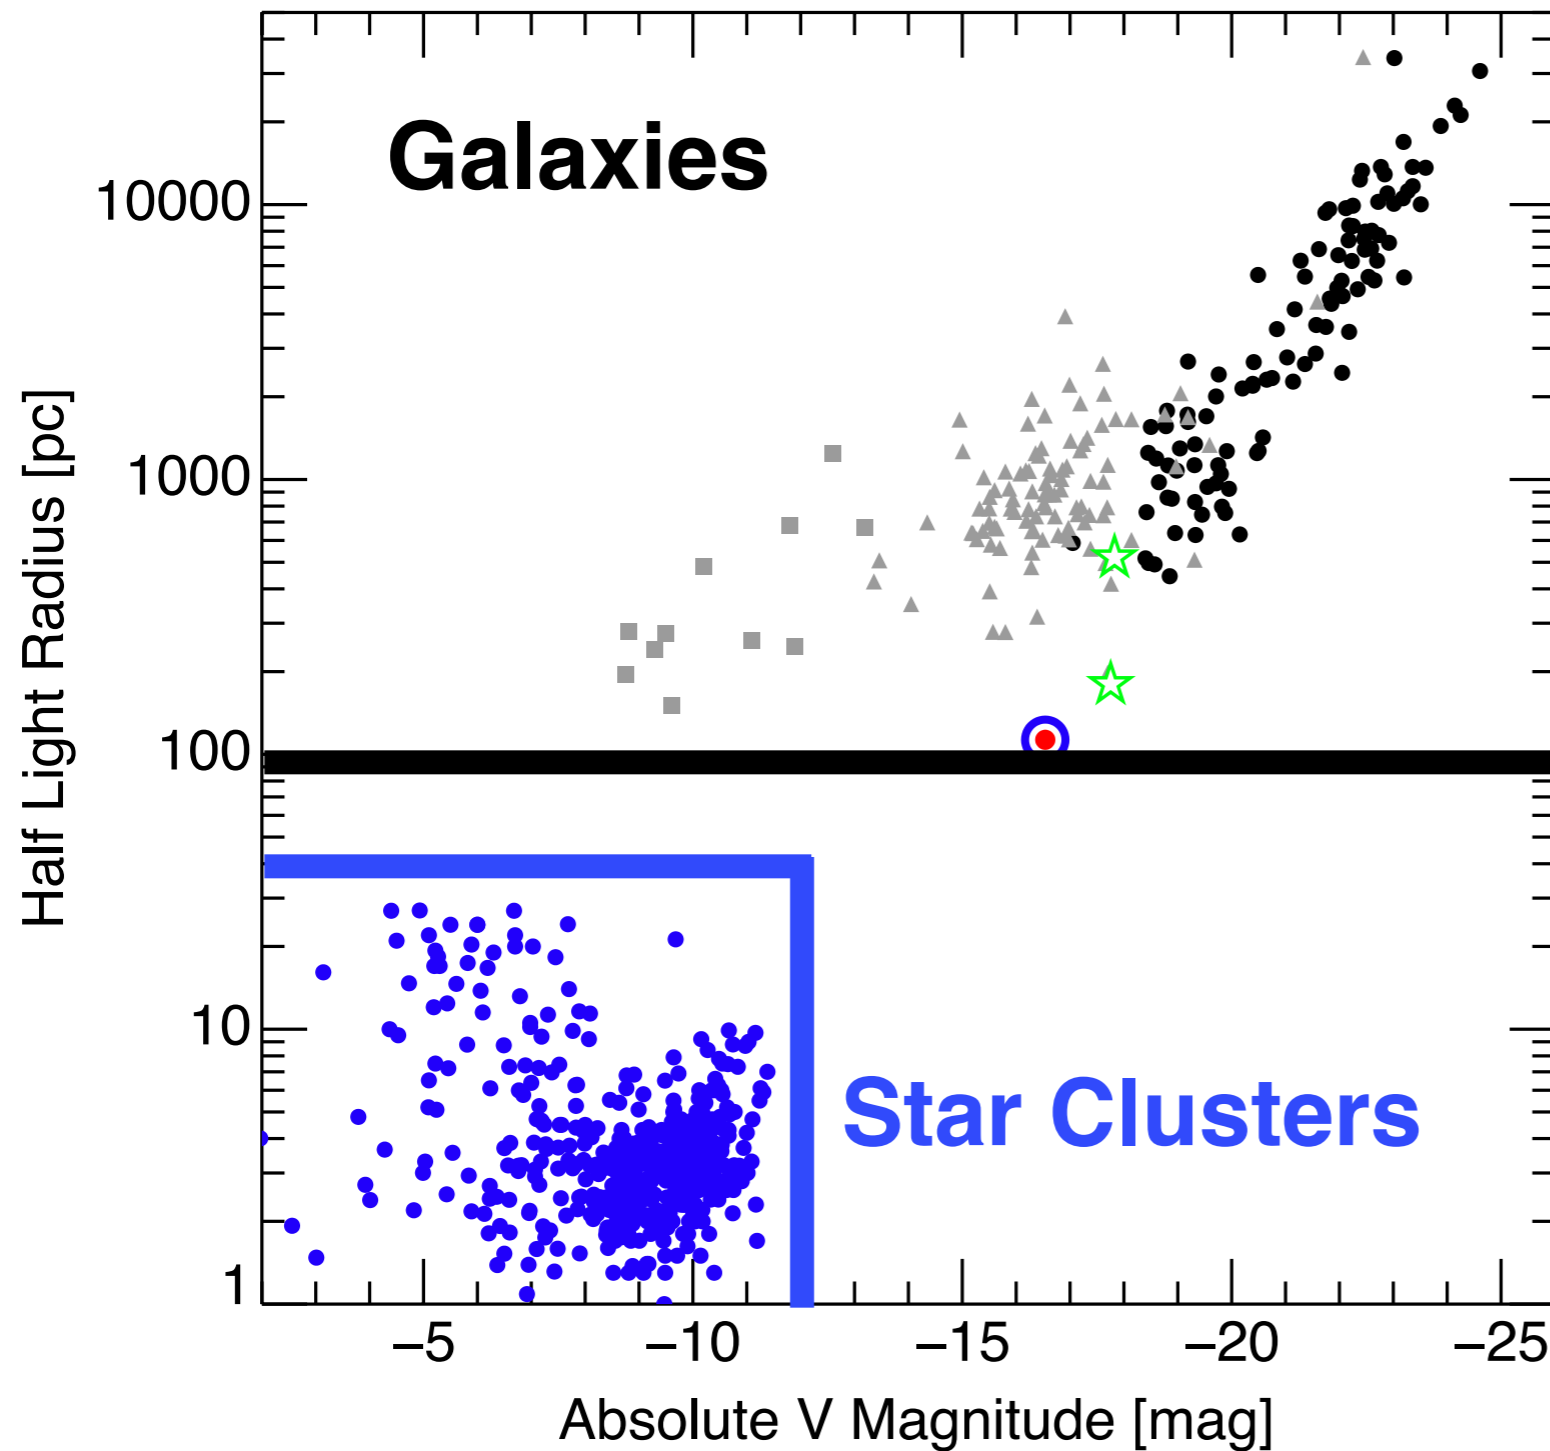 Galaxies
10000
1000
100
10
1
Half Light Radius [pc]
Star Clusters
−5
−10
−15
−20
−25
Absolute V Magnitude [mag]